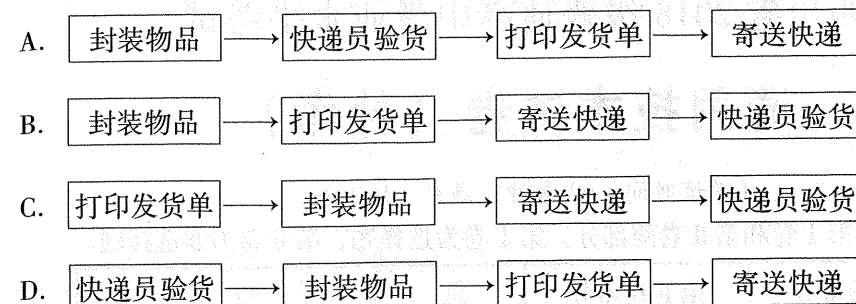 A. 封装物品 → 快递员验货 → 打印发货单 → 寄送快递
B. 封装物品 → 打印发货单 → 寄送快递 → 快递员验货
C. 打印发货单 → 封装物品 → 寄送快递 → 快递员验货
D. 快递员验货 → 封装物品 → 打印发货单 → 寄送快递